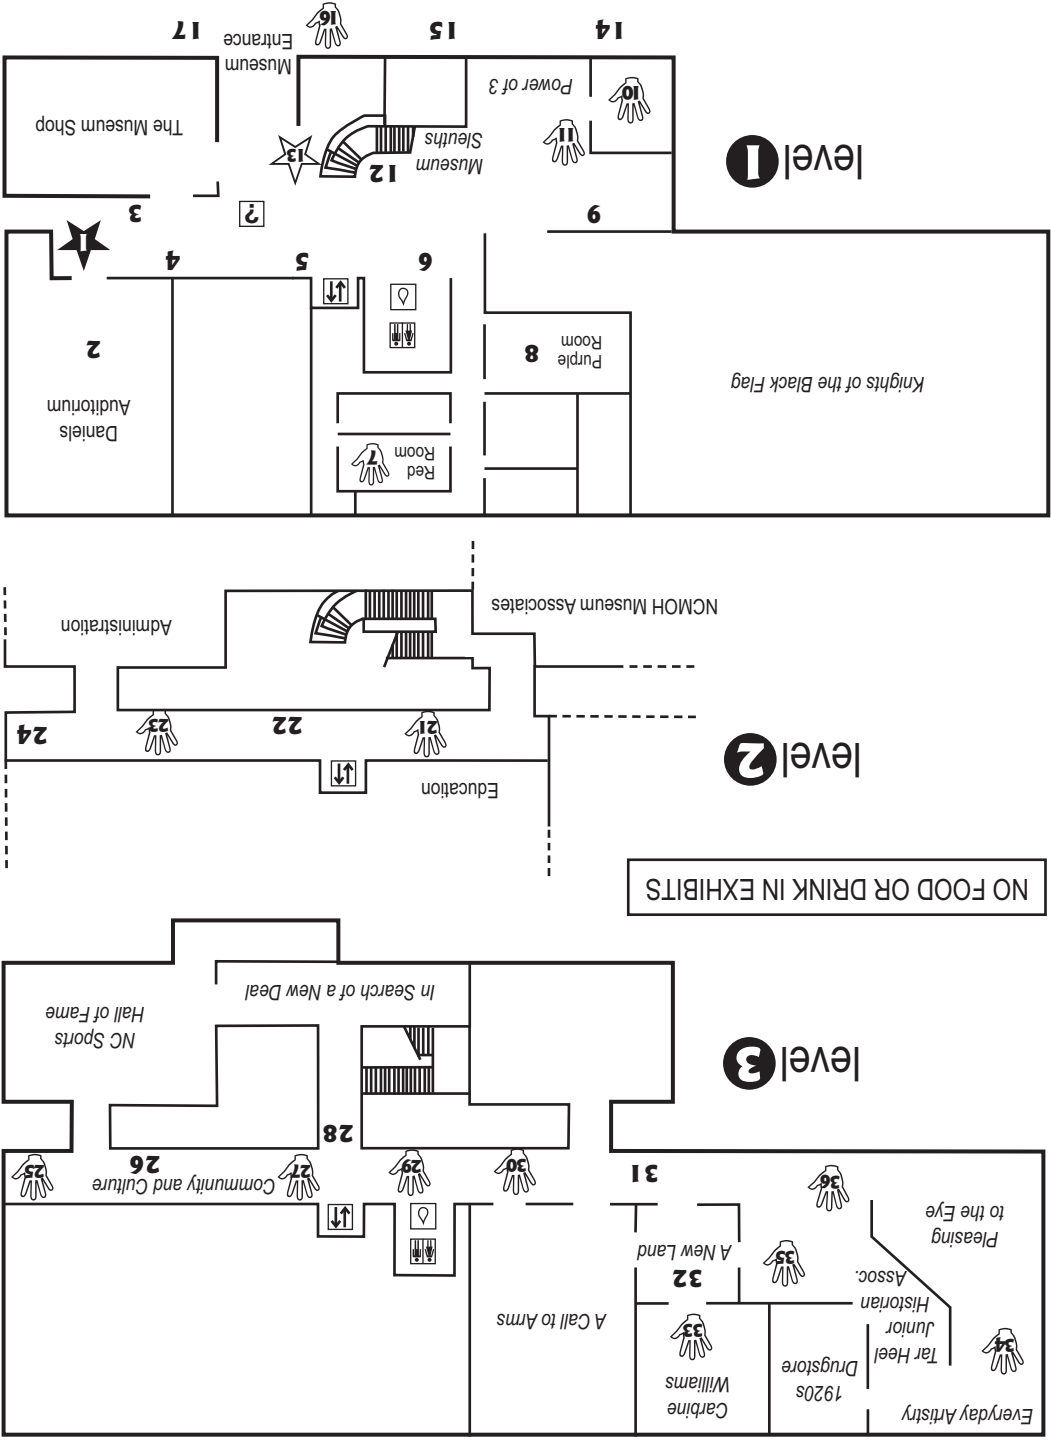 Everyday Artistry
34
Pleasing
to the Eye
Tar Heel
Junior
Historian
Assoc.
1920s
Drugstore
Carbine
Williams
33
A Call to Arms
35
32
A New Land
36
31
30
29
28
27
Community and Culture
26
25
level 3
In Search of a New Deal
NC Sports
Hall of Fame
NO FOOD OR DRINK IN EXHIBITS
level 2
Education
21
22
23
24
NCMOH Museum Associates
Administration
Knights of the Black Flag
Red
Room
7
Purple
Room
8
Daniels
Auditorium
2
6
5
4
1
9
?
3
level 1
10
11
Power of 3
12
Museum
Sleuths
13
The Museum Shop
14
15
16
Museum
Entrance
17